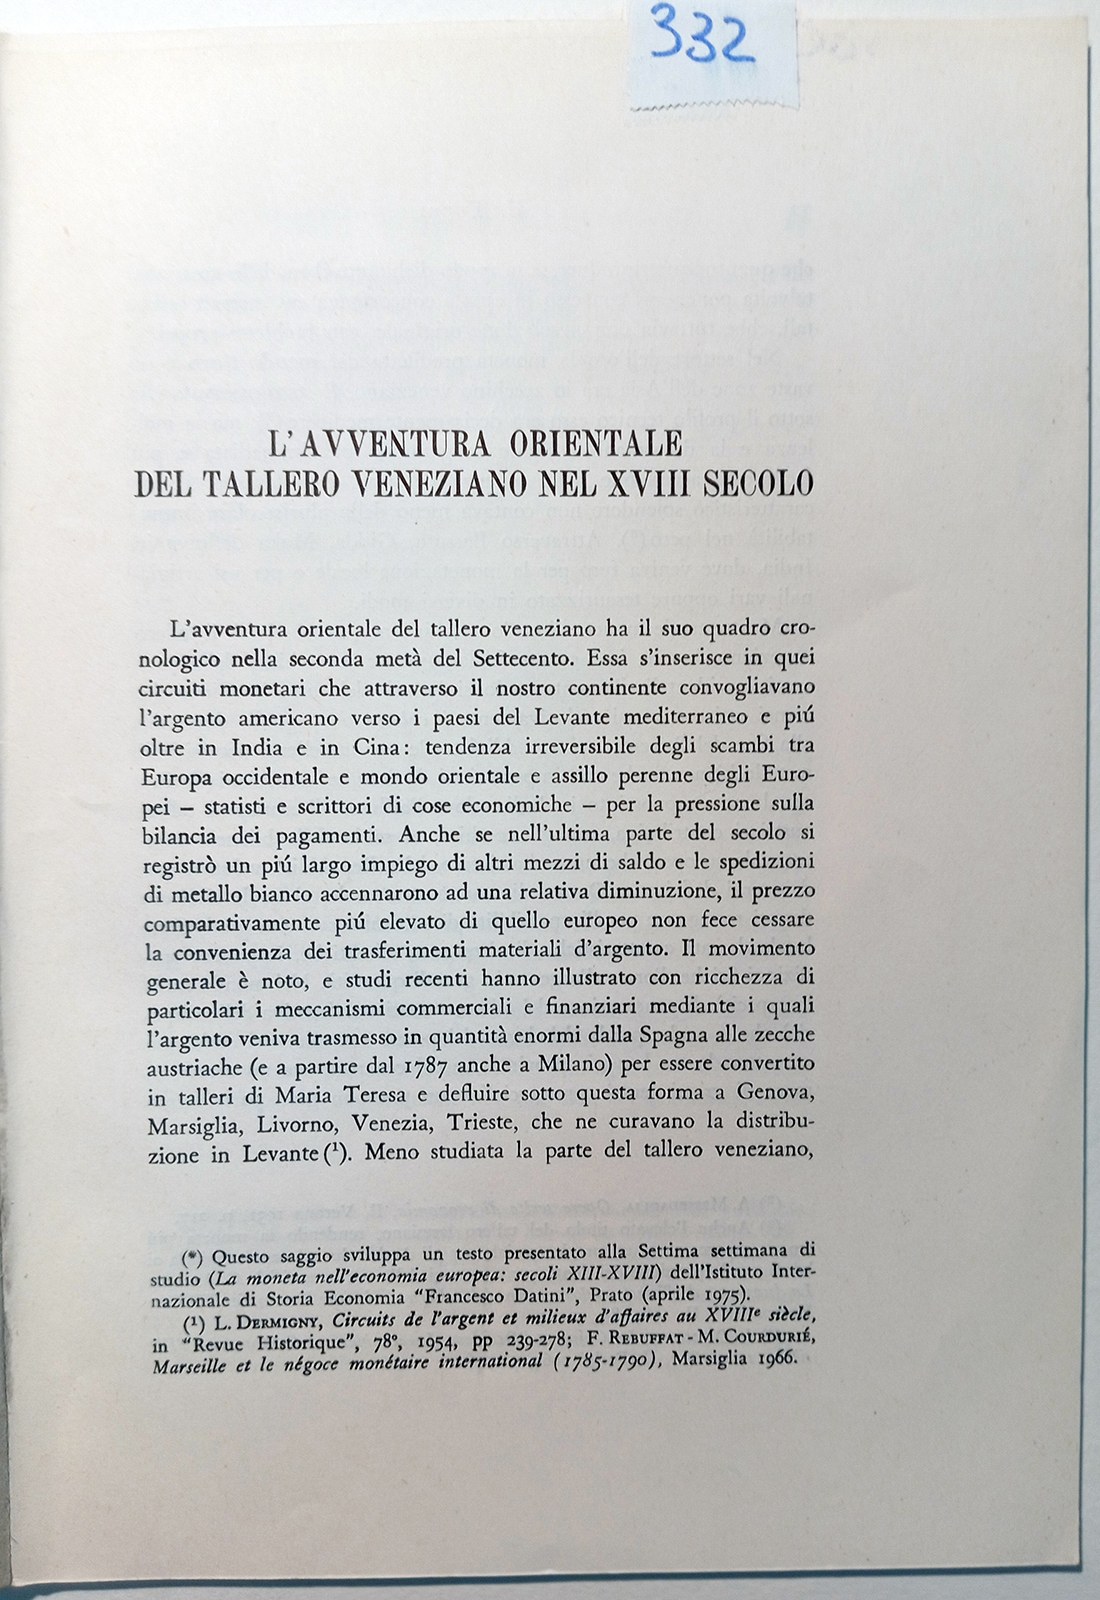 332
L'AVVENTURA ORIENTALE
DEL TALLERO VENEZIANO NEL XVIII SECOLO
L'avventura orientale del tallero veneziano ha il suo quadro cro-
nologico nella seconda metà del Settecento. Essa s'inserisce in quei
circuiti monetari che attraverso il nostro continente convogliavano
l'argento americano verso i paesi del Levante mediterraneo e piú
oltre in India e in Cina: tendenza irreversibile degli scambi tra
Europa occidentale e mondo orientale e assillo perenne degli Euro-
pei – statisti e scrittori di cose economiche – per la pressione sulla
bilancia dei pagamenti. Anche se nell'ultima parte del secolo si
registrò un piú largo impiego di altri mezzi di saldo e le spedizioni
di metallo bianco accennarono ad una relativa diminuzione, il prezzo
comparativamente piú elevato di quello europeo non fece cessare
la convenienza dei trasferimenti materiali d'argento. Il movimento
generale è noto, e studi recenti hanno illustrato con ricchezza di
particolari i meccanismi commerciali e finanziari mediante i quali
l'argento veniva trasmesso in quantità enormi dalla Spagna alle zecche
austriache (e a partire dal 1787 anche a Milano) per essere convertito
in talleri di Maria Teresa e defluire sotto questa forma a Genova,
Marsiglia, Livorno, Venezia, Trieste, che ne curavano la distribu-
zione in Levante (¹). Meno studiata la parte del tallero veneziano,
(*) Questo saggio sviluppa un testo presentato alla Settima settimana di
studio (La moneta nell'economia europea: secoli XIII-XVIII) dell'Istituto Inter-
nazionale di Storia Economia "Francesco Datini", Prato (aprile 1975).
(¹) L. DERMIGNY, Circuits de l'argent et milieux d'affaires au XVIIIe siècle,
in "Revue Historique", 78°, 1954, pp 239-278; F. REBUFFAT - M. COURDURIÉ,
Marseille et le négoce monétaire international (1785-1790), Marsiglia 1966.